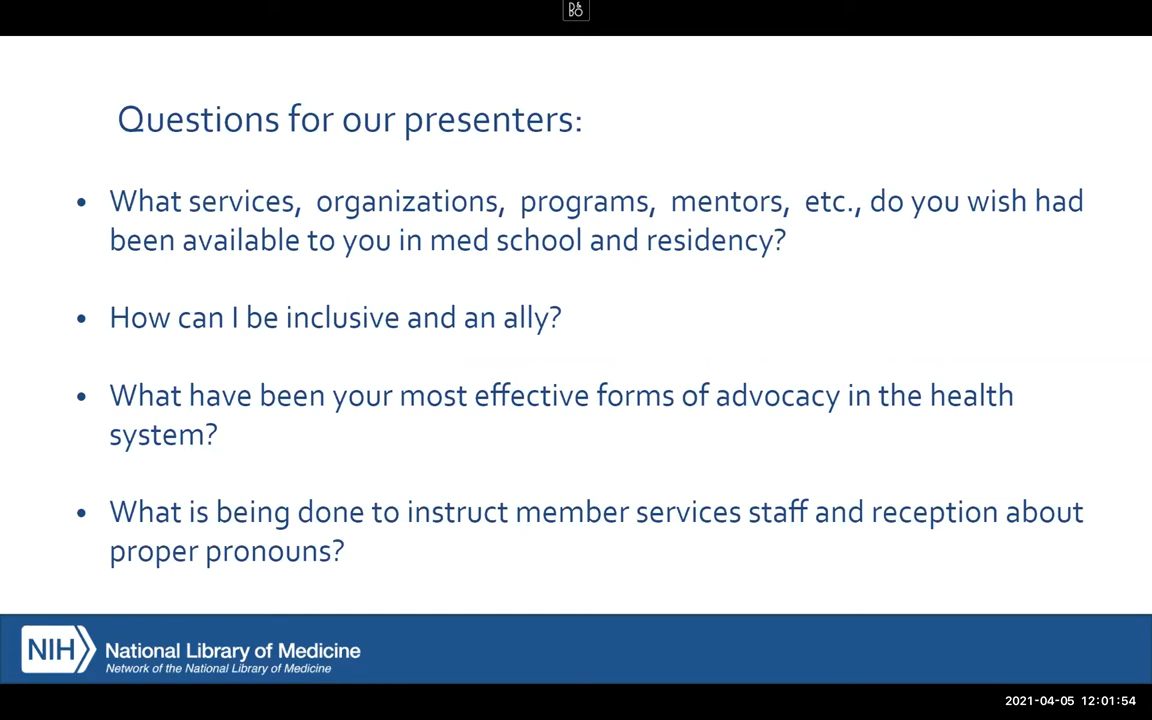 Questions for our presenters:
• What services, organizations, programs, mentors, etc., do you wish had
been available to you in med school and residency?
• How can I be inclusive and an ally?
• What have been your most effective forms of advocacy in the health
system?
• What is being done to instruct member services staff and reception about
proper pronouns?
NIH National Library of Medicine
Network of the National Library of Medicine
2021-04-05 12:01:54